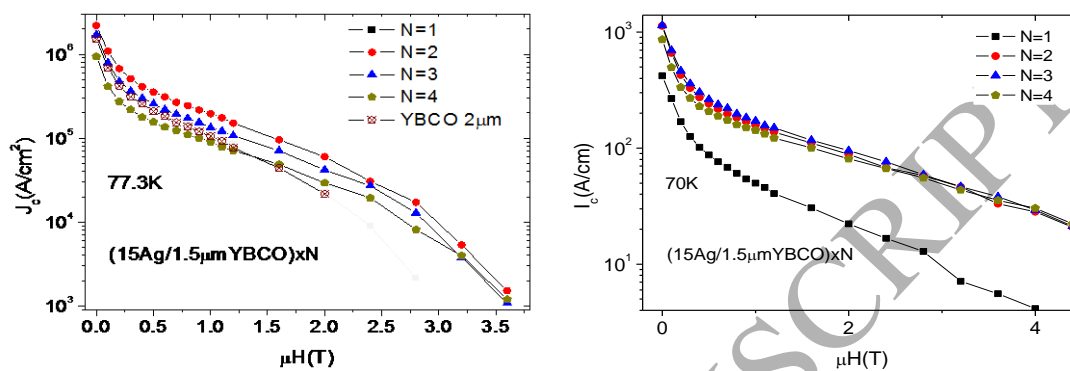 J_c(A/cm²)
10⁶
10⁵
10⁴
10³
N=1
N=2
N=3
N=4
YBCO 2μm
77.3K
(15Ag/1.5μmYBCO)xN
0.0 0.5 1.0 1.5 2.0 2.5 3.0 3.5
μH(T)
I_c(A/cm)
10³
10²
10¹
N=1
N=2
N=3
N=4
70K
(15Ag/1.5μmYBCO)xN
0 2 4
μH(T)
SCRIPT